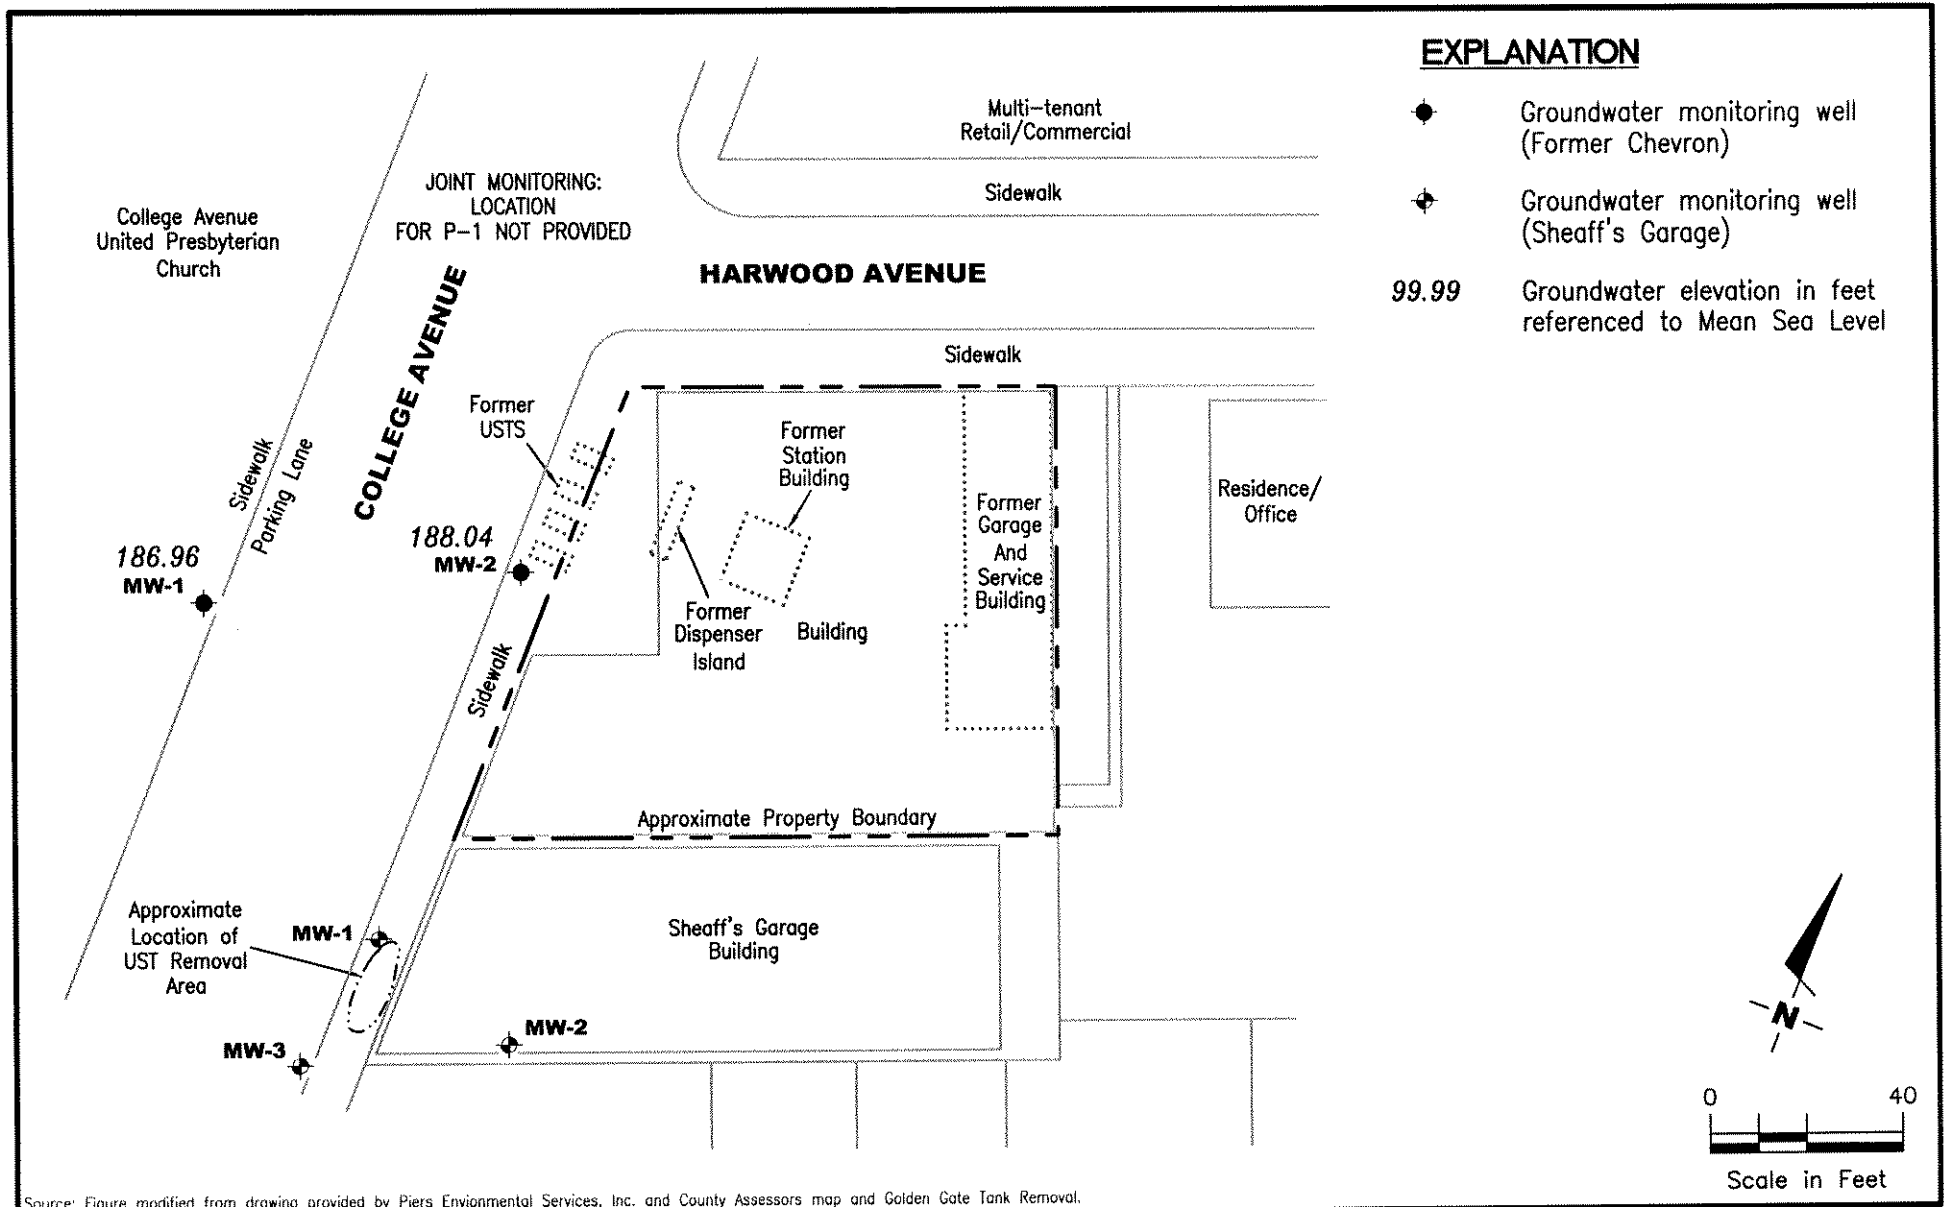 EXPLANATION
Groundwater monitoring well
(Former Chevron)
Groundwater monitoring well
(Sheaff's Garage)
99.99
Groundwater elevation in feet
referenced to Mean Sea Level
Multi-tenant
Retail/Commercial
Sidewalk
JOINT MONITORING:
LOCATION
FOR P-1 NOT PROVIDED
College Avenue
United Presbyterian
Church
HARWOOD AVENUE
COLLEGE AVENUE
Sidewalk
Former
USTS
Former
Station
Building
Sidewalk
Parking Lane
Former
Garage
And
Service
Building
Residence/
Office
186.96
MW-1
188.04
MW-2
Former
Dispenser
Island
Building
Sidewalk
Approximate Property Boundary
Approximate
Location of
UST Removal
Area
MW-1
Sheaff's Garage
Building
MW-2
MW-3
N
0
40
Scale in Feet
Source: Figure modified from drawing provided by Piers Envionmental Services, Inc. and County Assessors map and Golden Gate Tank Removal.